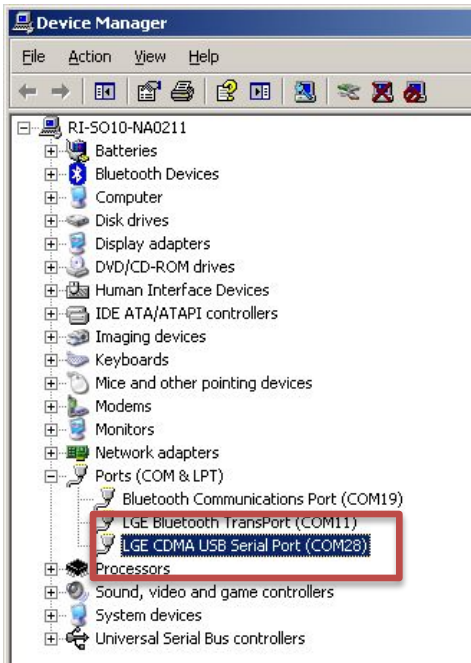 Device Manager
File Action View Help
RI-SO10-NA0211
Batteries
Bluetooth Devices
Computer
Disk drives
Display adapters
DVD/CD-ROM drives
Human Interface Devices
IDE ATA/ATAPI controllers
Imaging devices
Keyboards
Mice and other pointing devices
Modems
Monitors
Network adapters
Ports (COM & LPT)
Bluetooth Communications Port (COM19)
LGE Bluetooth TransPort (COM11)
LGE CDMA USB Serial Port (COM28)
Processors
Sound, video and game controllers
System devices
Universal Serial Bus controllers